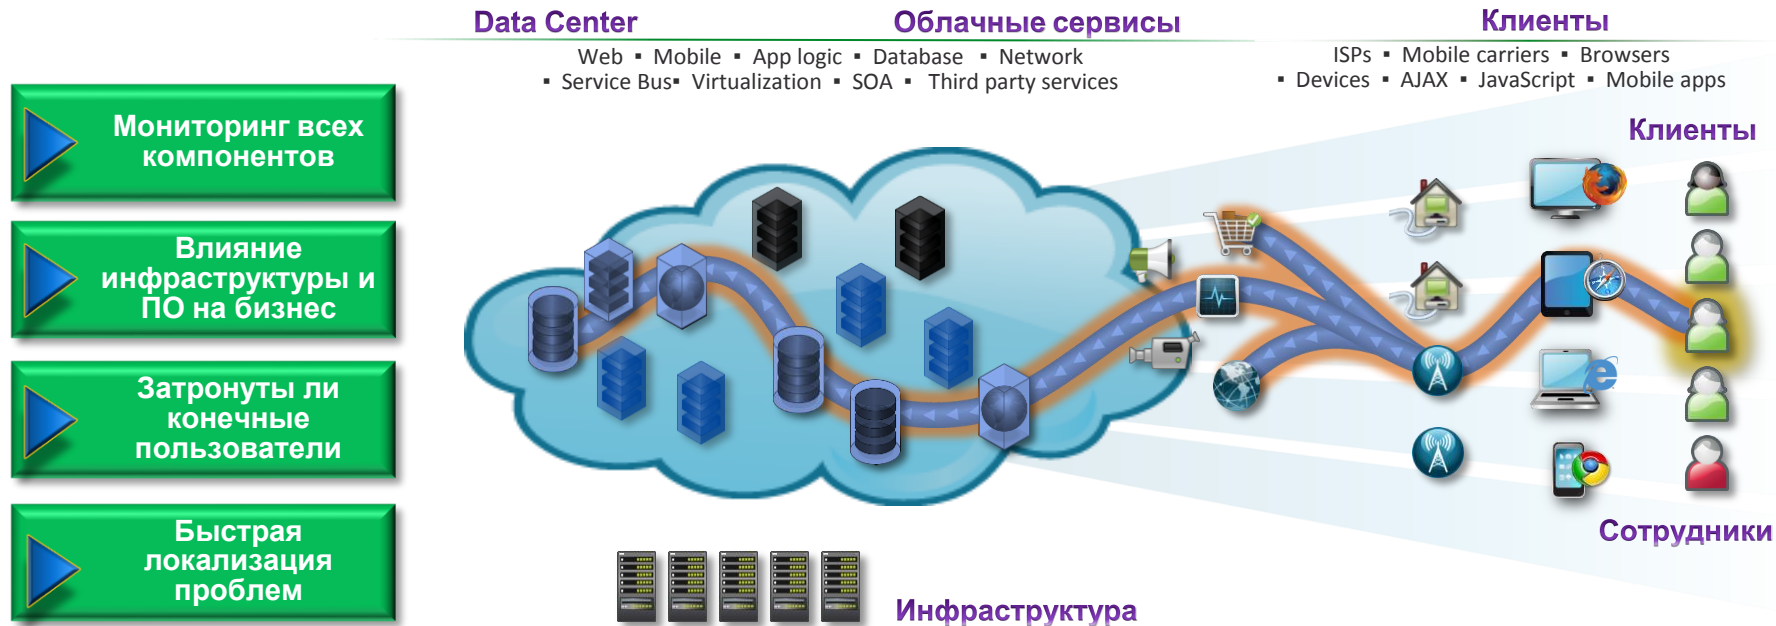 Data Center
Облачные сервисы
Клиенты
Web ▪ Mobile ▪ App logic ▪ Database ▪ Network
▪ Service Bus▪ Virtualization ▪ SOA ▪ Third party services
ISPs ▪ Mobile carriers ▪ Browsers
▪ Devices ▪ AJAX ▪ JavaScript ▪ Mobile apps
Мониторинг всех
компонентов
Влияние
инфраструктуры и
ПО на бизнес
Затронуты ли
конечные
пользователи
Быстрая
локализация
проблем
Клиенты
Сотрудники
Инфраструктура